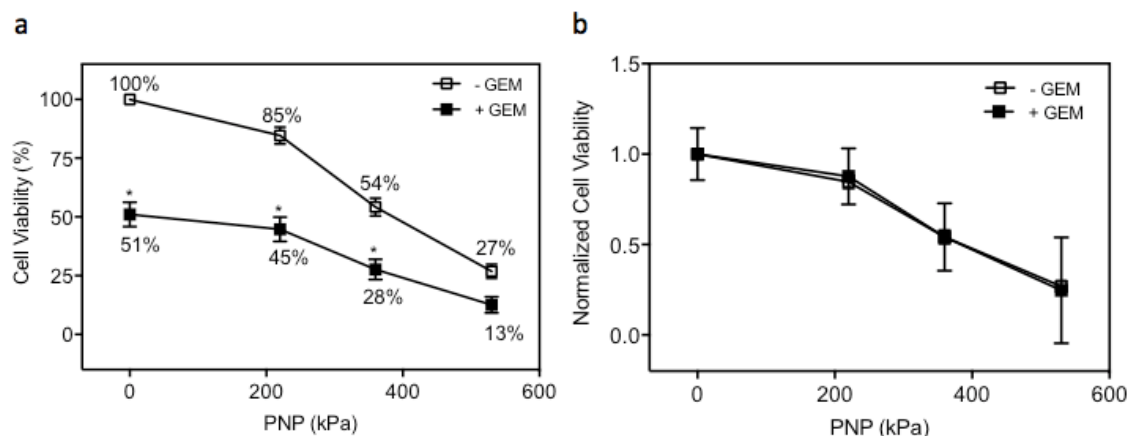 a
Cell Viability (%)
100
75
50
25
0
100%
85%
54%
27%
- GEM
+ GEM
*
*
*
51%
45%
28%
13%
0
200
400
600
PNP (kPa)
b
Normalized Cell Viability
1.5
1.0
0.5
0.0
- GEM
+ GEM
0
200
400
600
PNP (kPa)